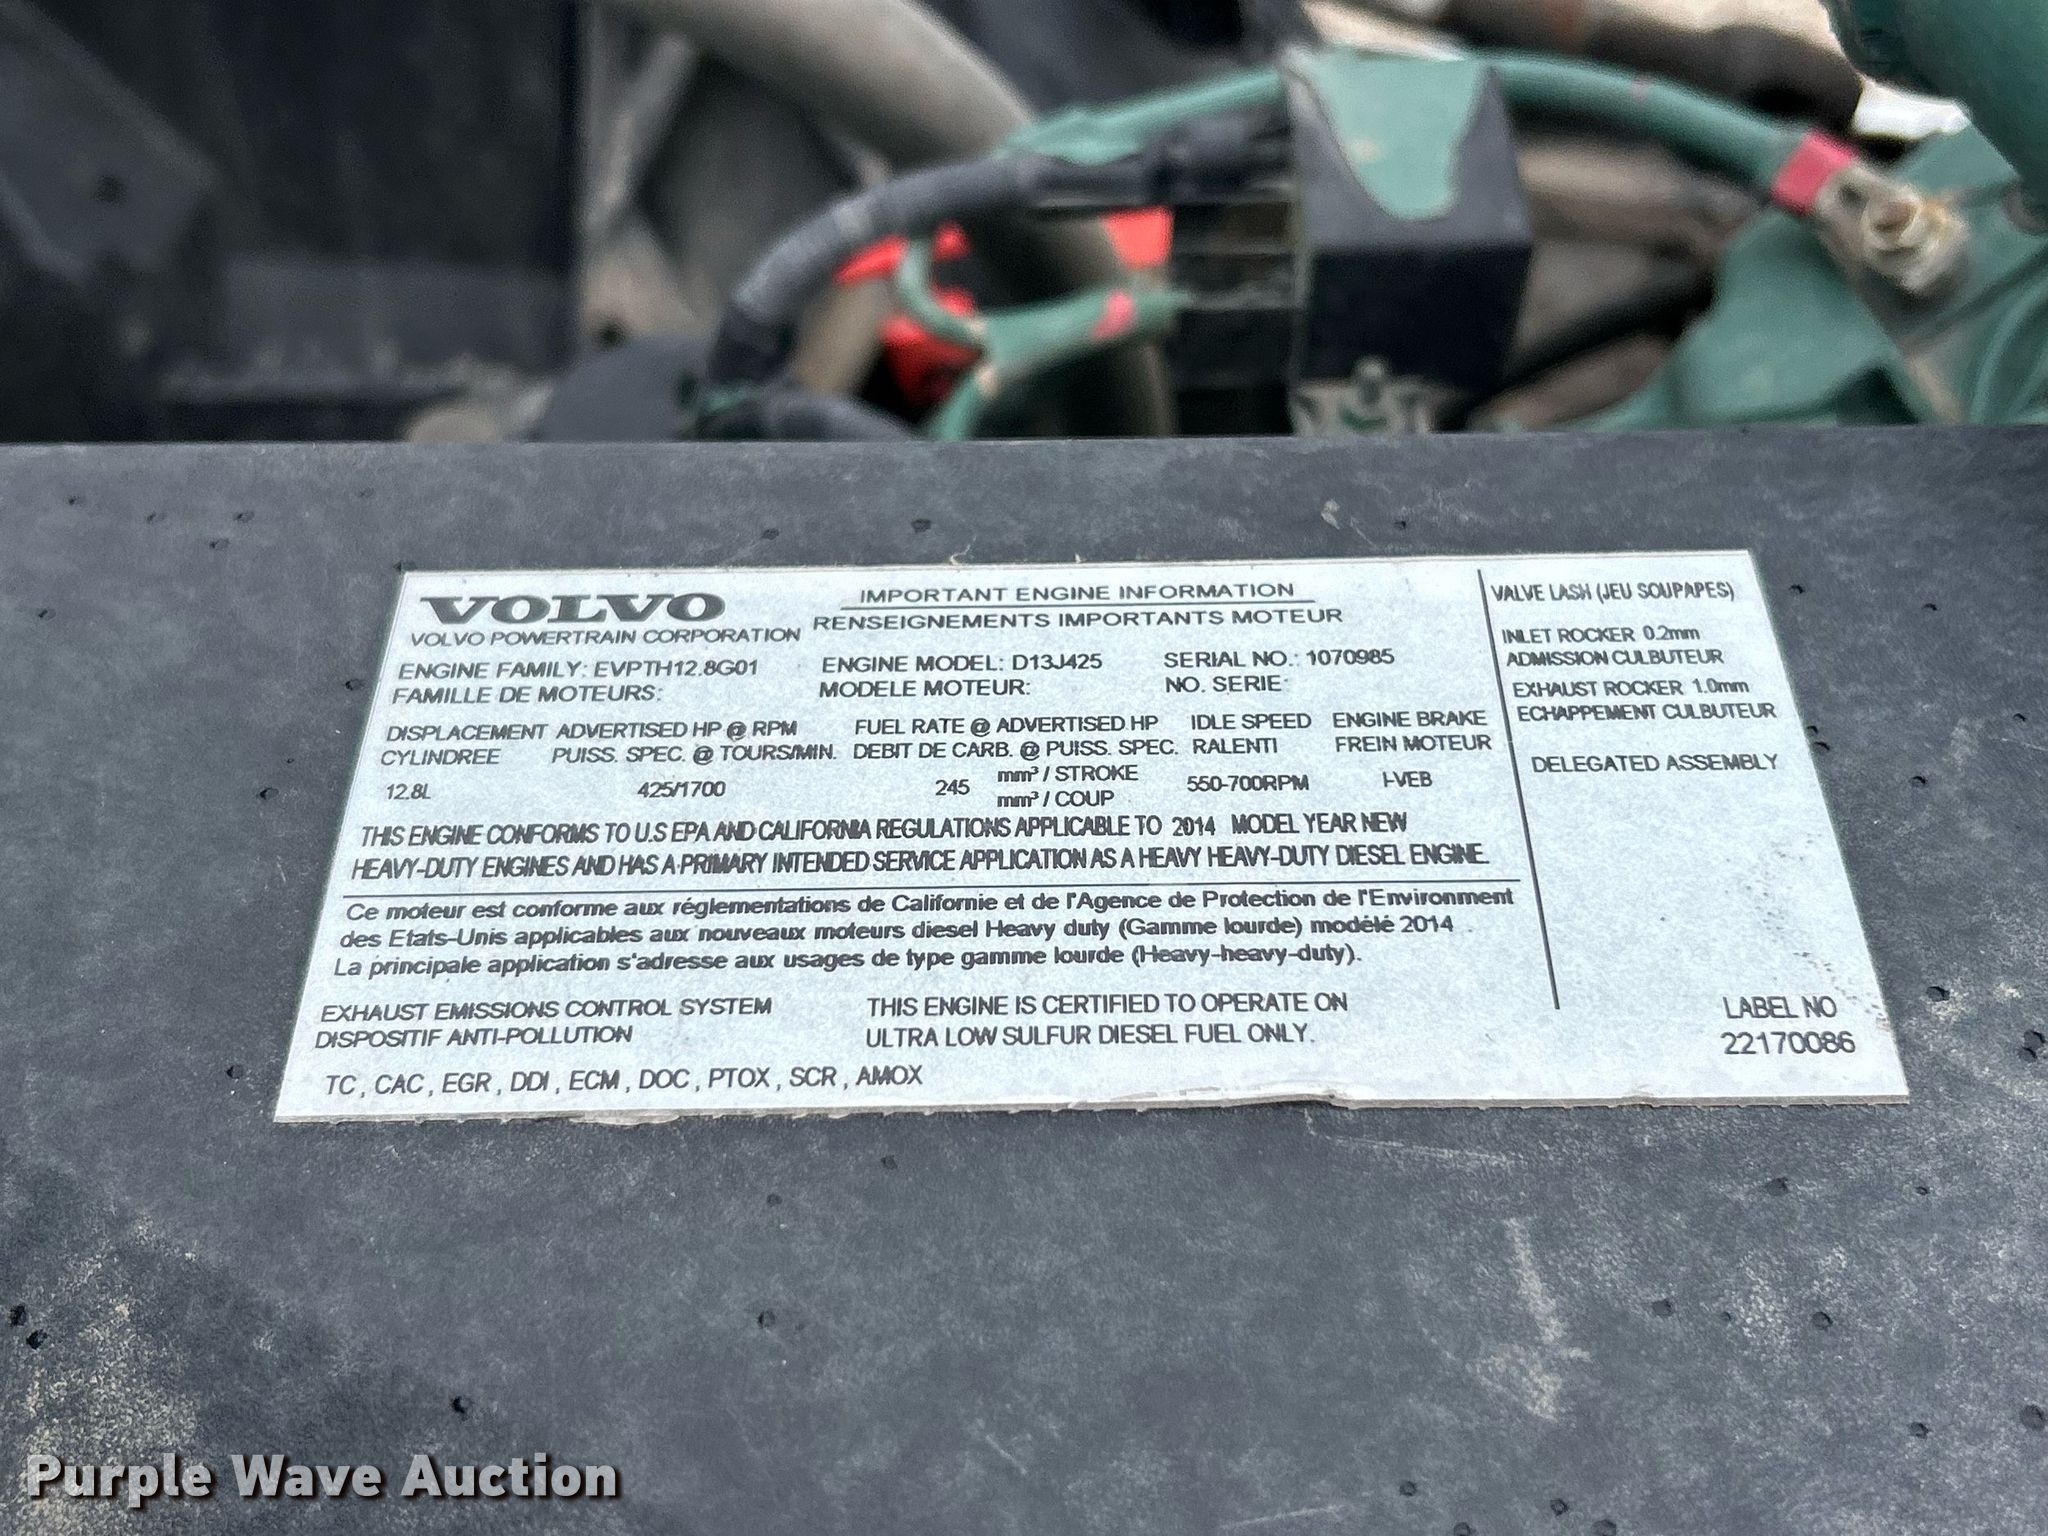 VOLVO
VOLVO POWERTRAIN CORPORATION
IMPORTANT ENGINE INFORMATION
RENSEIGNEMENTS IMPORTANTS MOTEUR
ENGINE FAMILY: EVPTH12.8G01 ENGINE MODEL: D13J425 SERIAL NO.: 1070985
FAMILLE DE MOTEURS: MODELE MOTEUR: NO. SERIE:
DISPLACEMENT ADVERTISED HP @ RPM FUEL RATE @ ADVERTISED HP IDLE SPEED ENGINE BRAKE
CYLINDREE PUISS. SPEC. @ TOURS/MIN. DEBIT DE CARB. @ PUISS. SPEC. RALENTI FREIN MOTEUR
12.8L 425/1700 245 mm³ / STROKE 550-700RPM I-VEB
mm³ / COUP
THIS ENGINE CONFORMS TO U.S EPA AND CALIFORNIA REGULATIONS APPLICABLE TO 2014 MODEL YEAR NEW
HEAVY-DUTY ENGINES AND HAS A PRIMARY INTENDED SERVICE APPLICATION AS A HEAVY HEAVY-DUTY DIESEL ENGINE.
Ce moteur est conforme aux réglementations de Californie et de l'Agence de Protection de l'Environment
des Etats-Unis applicables aux nouveaux moteurs diesel Heavy duty (Gamme lourde) modélé 2014 .
La principale application s'adresse aux usages de type gamme lourde (Heavy-heavy-duty).
EXHAUST EMISSIONS CONTROL SYSTEM
DISPOSITIF ANTI-POLLUTION
THIS ENGINE IS CERTIFIED TO OPERATE ON
ULTRA LOW SULFUR DIESEL FUEL ONLY.
TC , CAC , EGR , DDI , ECM , DOC , PTOX , SCR , AMOX
VALVE LASH (JEU SOUPAPES)
INLET ROCKER 0.2mm
ADMISSION CULBUTEUR
EXHAUST ROCKER 1.0mm
ECHAPPEMENT CULBUTEUR
DELEGATED ASSEMBLY
LABEL NO
22170086
Purple Wave Auction